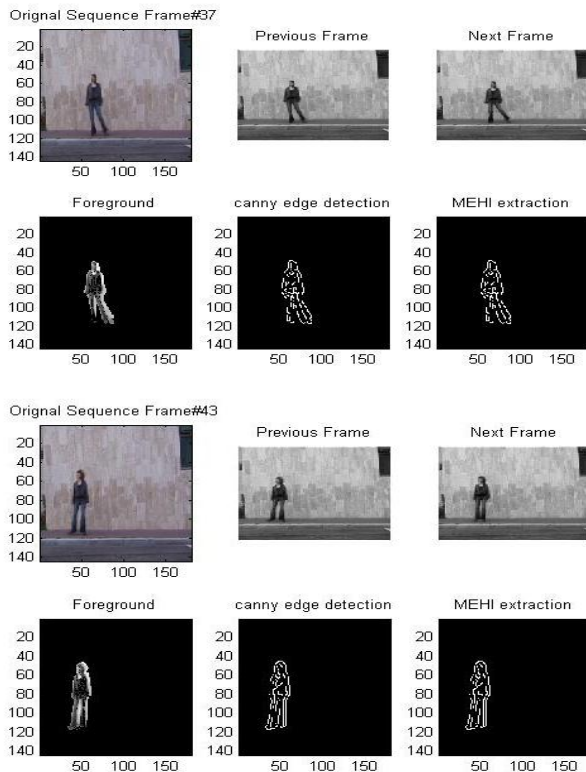 Orignal Sequence Frame#37
20
40
60
80
100
120
140
50 100 150
Previous Frame
Next Frame
Foreground
20
40
60
80
100
120
140
50 100 150
canny edge detection
20
40
60
80
100
120
140
50 100 150
MEHI extraction
20
40
60
80
100
120
140
50 100 150
Orignal Sequence Frame#43
20
40
60
80
100
120
140
50 100 150
Previous Frame
Next Frame
Foreground
20
40
60
80
100
120
140
50 100 150
canny edge detection
20
40
60
80
100
120
140
50 100 150
MEHI extraction
20
40
60
80
100
120
140
50 100 150